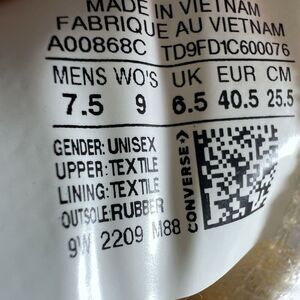 MADE IN VIETNAM
FABRIQUE AU VIETNAM
A00868C TD9FD1C600076
MENS WO'S UK EUR CM
7.5 9 6.5 40.5 25.5
GENDER: UNISEX
UPPER: TEXTILE
LINING: TEXTILE
OUTSOLE: RUBBER
9W 2209 M88
CONVERSE